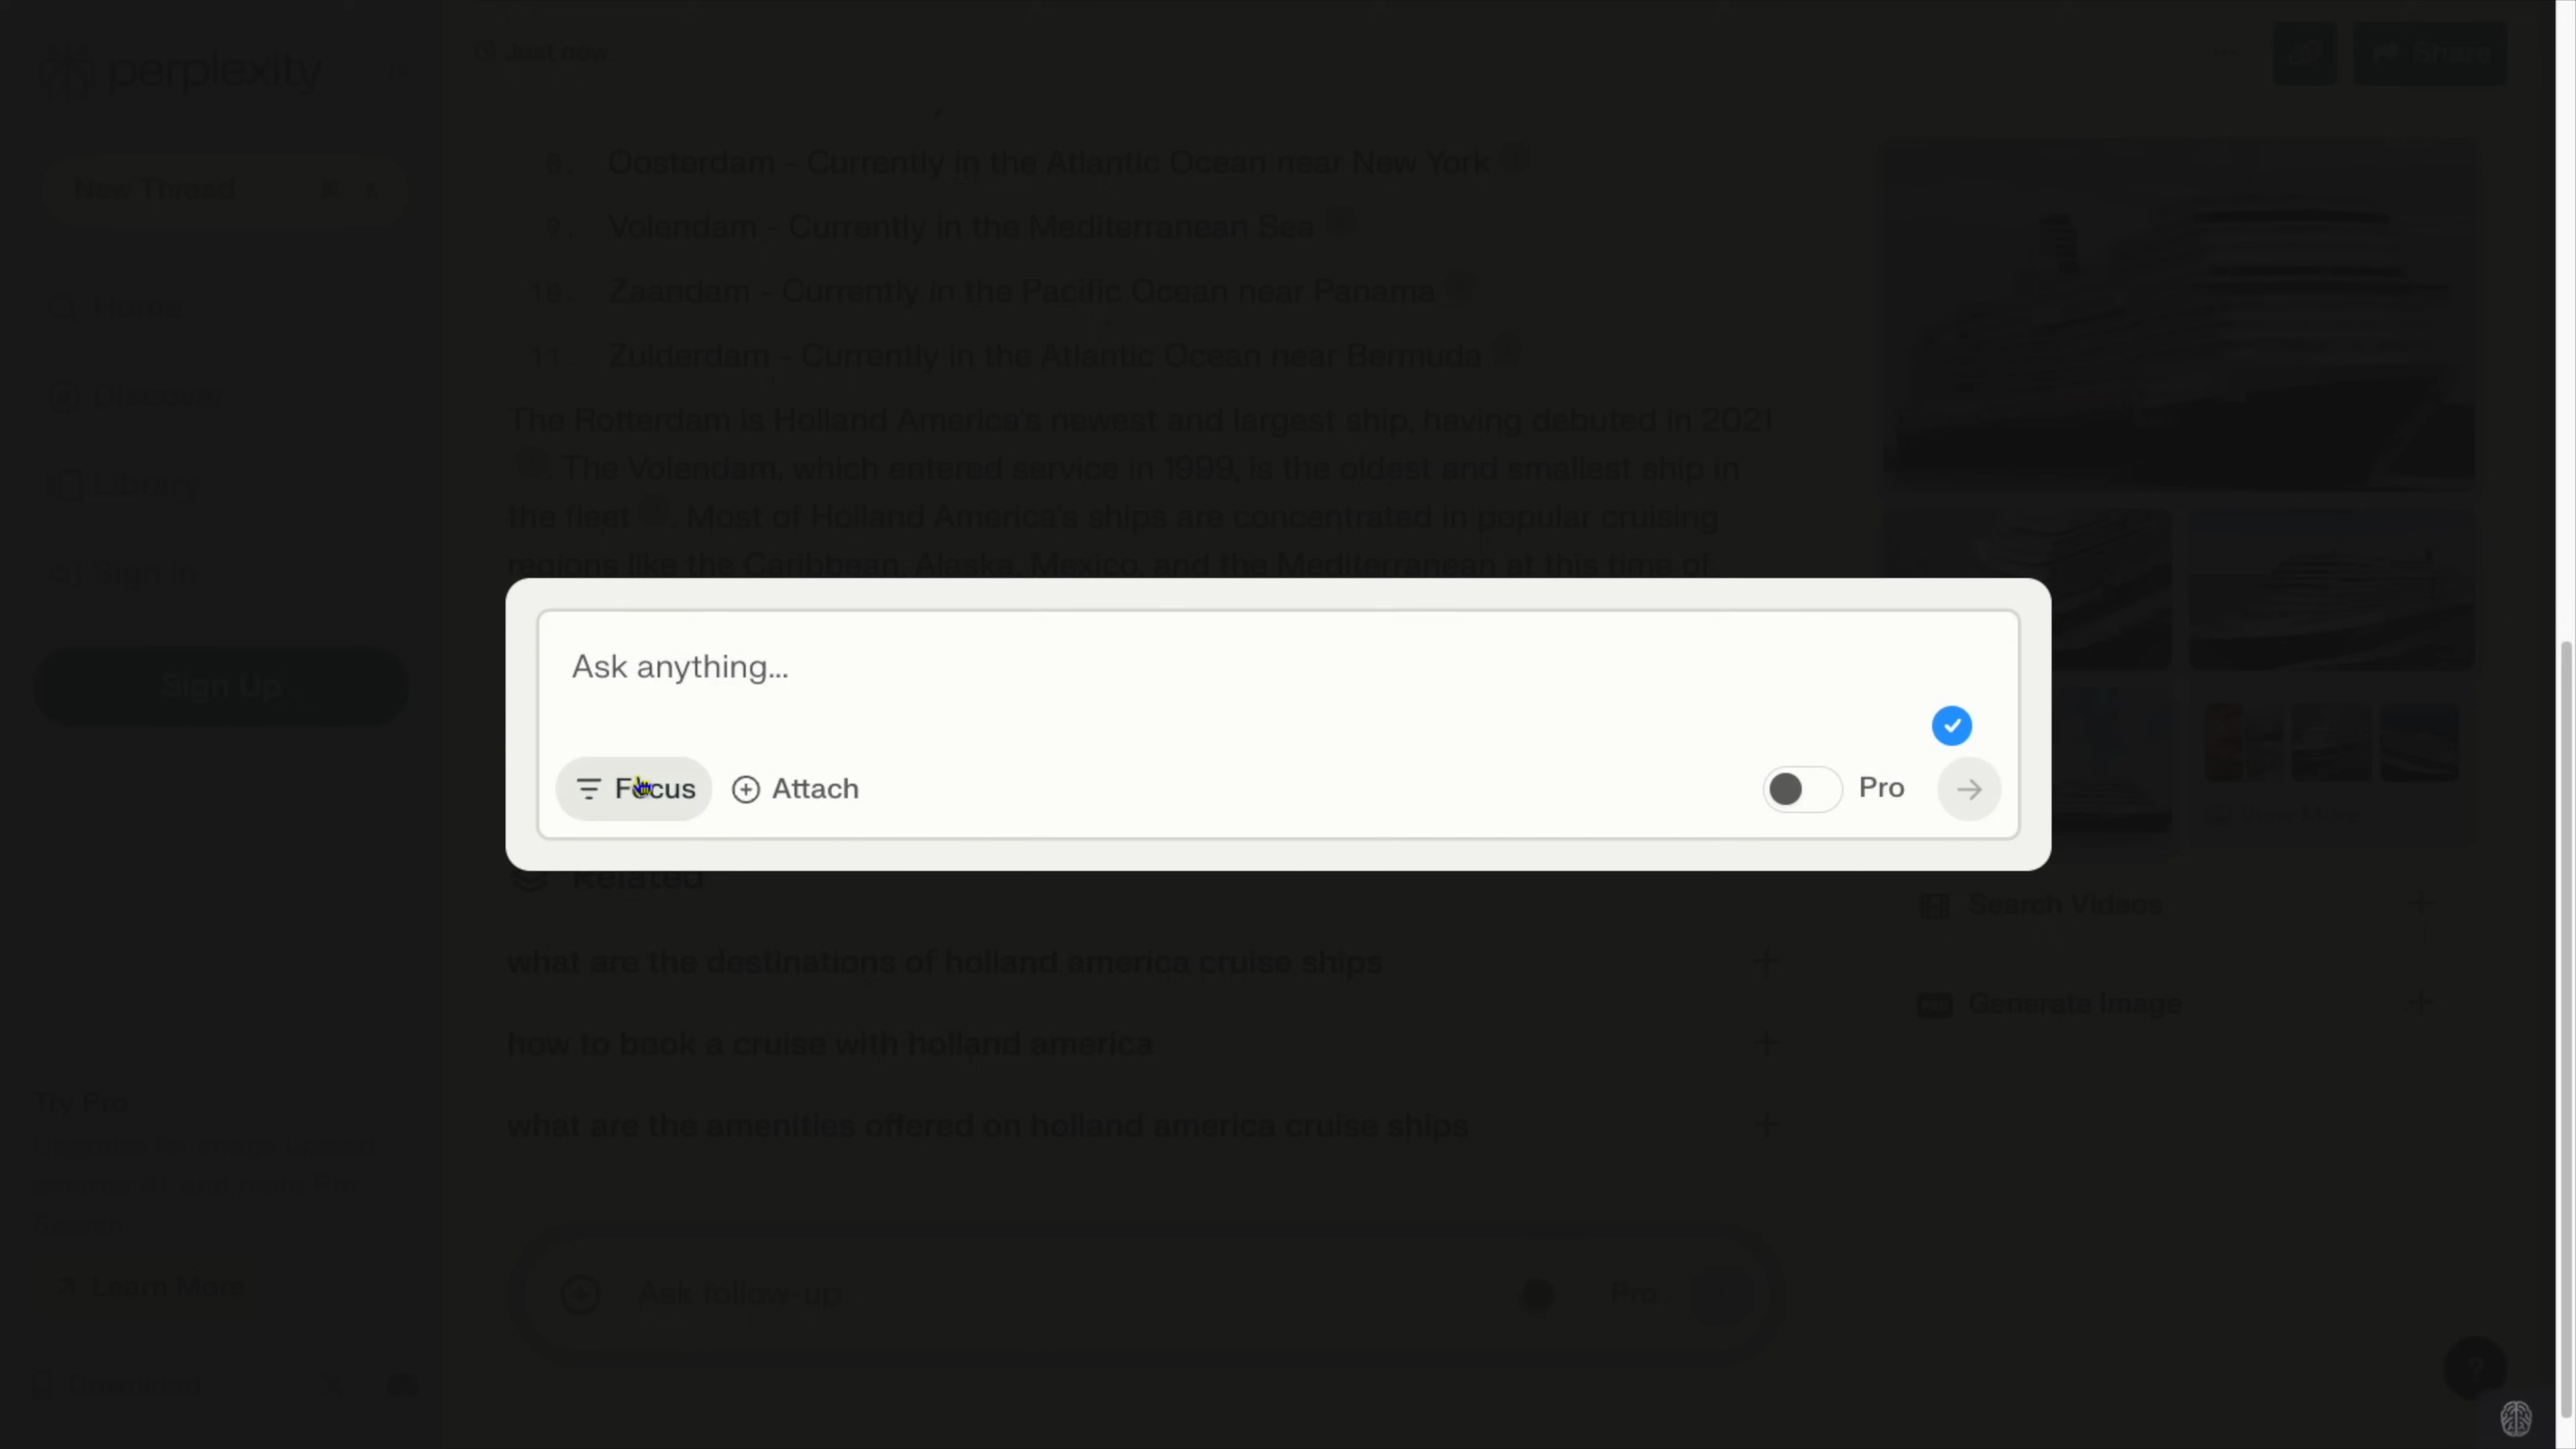 perplexity
New Thread
Home
Discover
Library
Sign in
Sign Up
Try Pro
Learn More
Download
Just now
Share
Oosterdam - Currently in the Atlantic Ocean near New York
Volendam - Currently in the Mediterranean Sea
10. Zaandam - Currently in the Pacific Ocean near Panama
11. Zuiderdam - Currently in the Atlantic Ocean near Bermuda
The Rotterdam is Holland America's newest and largest ship, having debuted in 2021
. The Volendam, which entered service in 1999, is the oldest and smallest ship in
the fleet . Most of Holland America's ships are concentrated in popular cruising
regions like the Caribbean, Alaska, Mexico, and the Mediterranean at this time of
Ask anything...
Focus
Attach
Pro
Related
what are the destinations of holland america cruise ships
how to book a cruise with holland america
what are the amenities offered on holland america cruise ships
Ask follow-up
Pro
View More
Search Videos
Generate Image
?